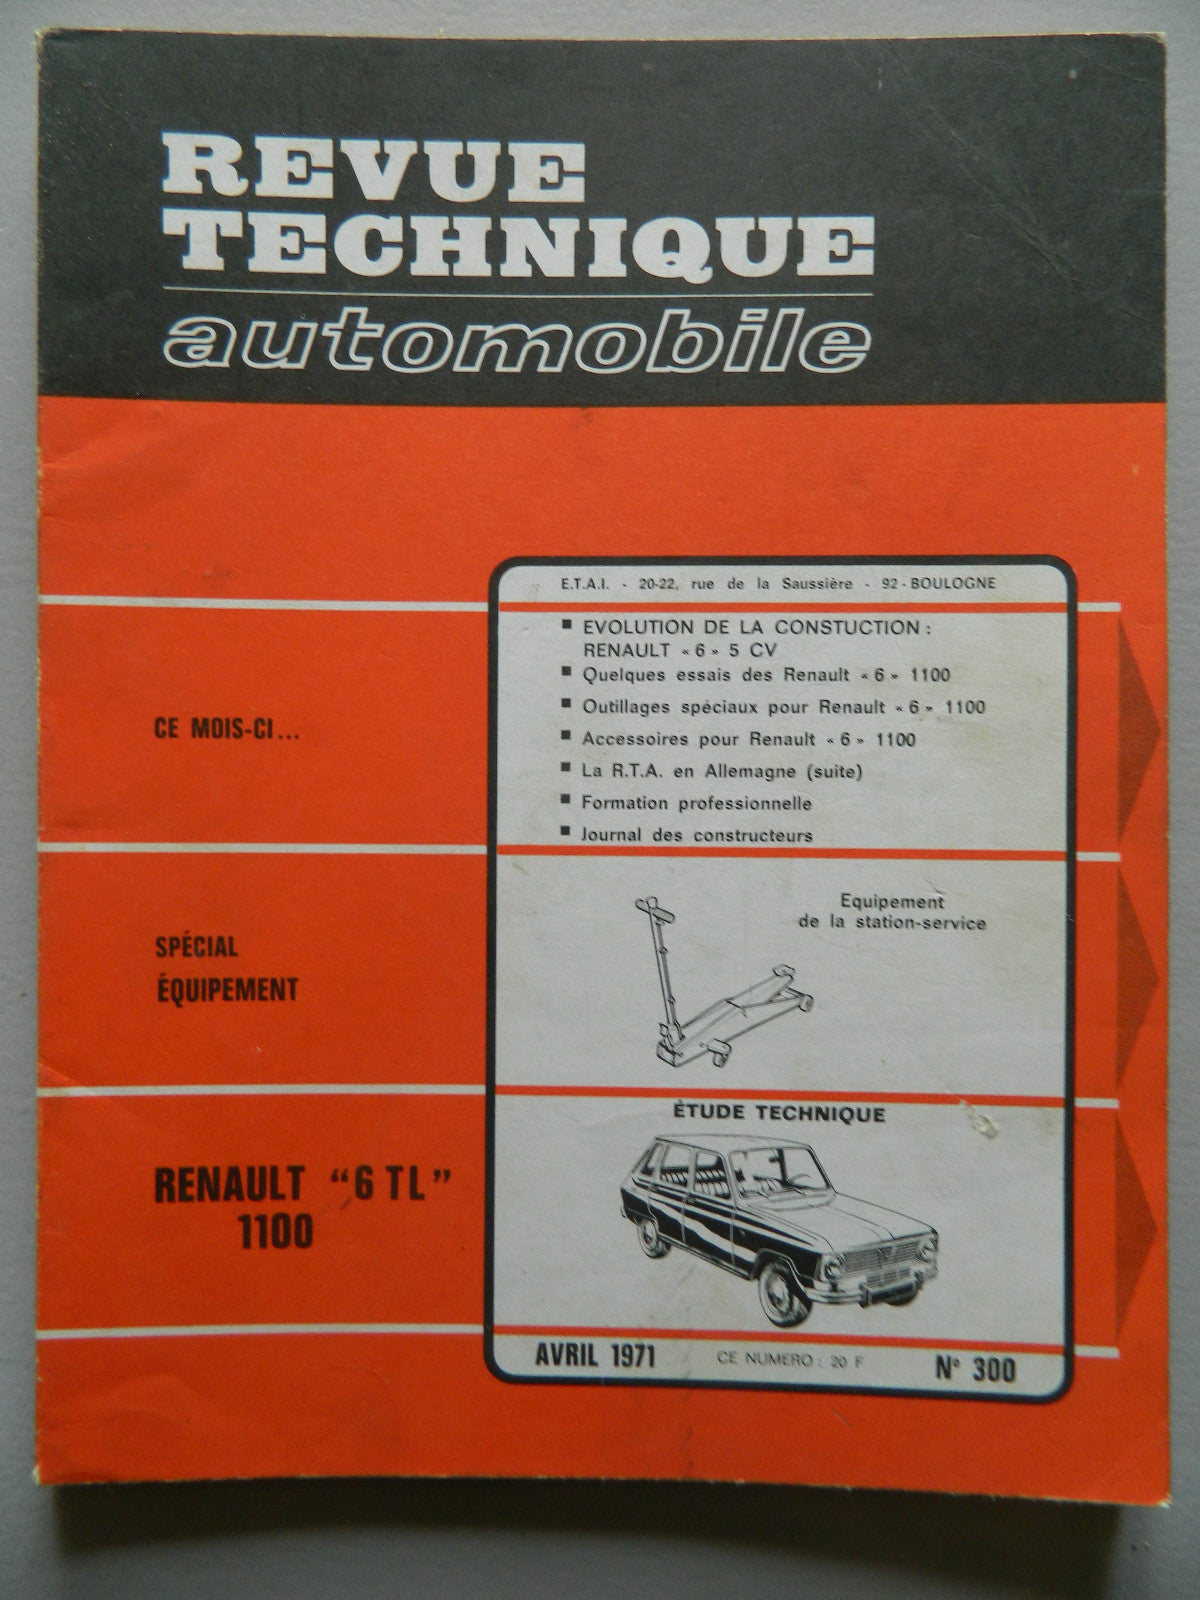 REVUE
TECHNIQUE
automobile
E.T.A.I. - 20-22, rue de la Saussière - 92 - BOULOGNE
CE MOIS-CI...
■ EVOLUTION DE LA CONSTUCTION :
RENAULT « 6 » 5 CV
■ Quelques essais des Renault « 6 » 1100
■ Outillages spéciaux pour Renault « 6 » 1100
■ Accessoires pour Renault « 6 » 1100
■ La R.T.A. en Allemagne (suite)
■ Formation professionnelle
■ Journal des constructeurs
SPÉCIAL
ÉQUIPEMENT
Equipement
de la station-service
RENAULT “6 TL”
1100
ÉTUDE TECHNIQUE
AVRIL 1971 CE NUMERO : 20 F N° 300